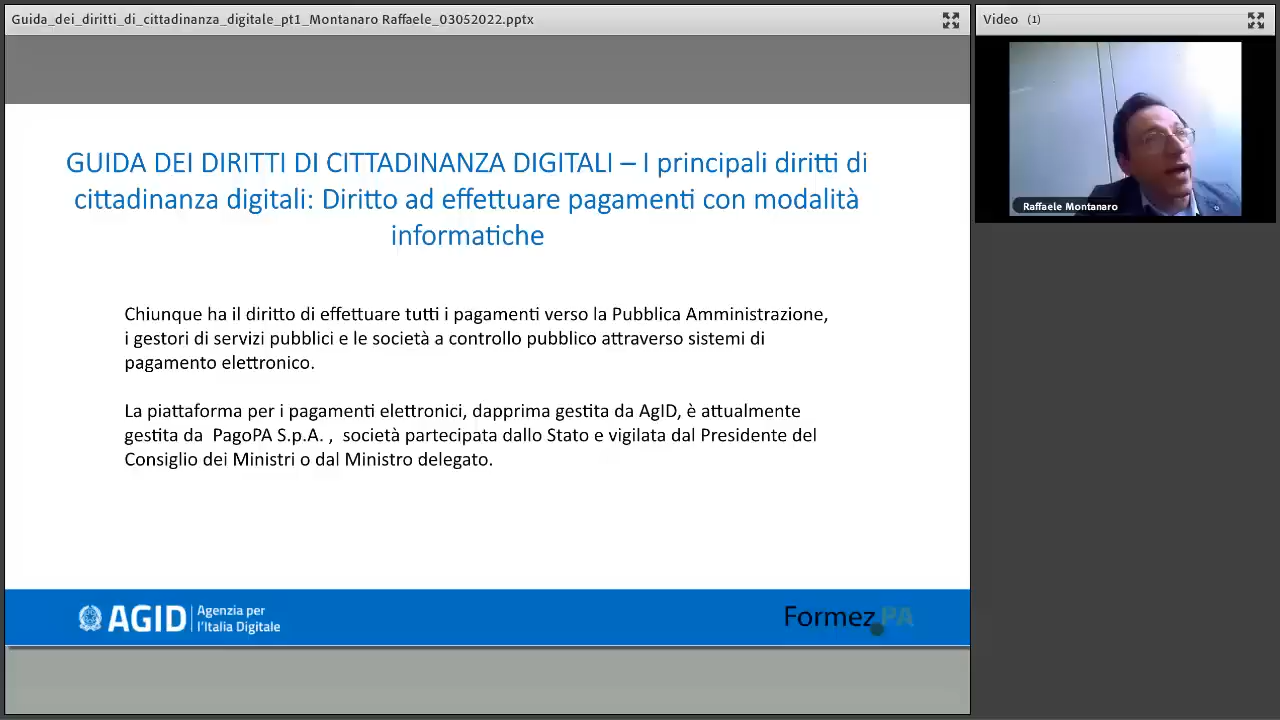 Guida_dei_diritti_di_cittadinanza_digitale_pt1_Montanaro Raffaele_03052022.pptx
Video (1)
Raffaele Montanaro
GUIDA DEI DIRITTI DI CITTADINANZA DIGITALI – I principali diritti di
cittadinanza digitali: Diritto ad effettuare pagamenti con modalità
informatiche
Chiunque ha il diritto di effettuare tutti i pagamenti verso la Pubblica Amministrazione,
i gestori di servizi pubblici e le società a controllo pubblico attraverso sistemi di
pagamento elettronico.
La piattaforma per i pagamenti elettronici, dapprima gestita da AgID, è attualmente
gestita da PagoPA S.p.A. , società partecipata dallo Stato e vigilata dal Presidente del
Consiglio dei Ministri o dal Ministro delegato.
AGID
Agenzia per
l'Italia Digitale
Formez PA